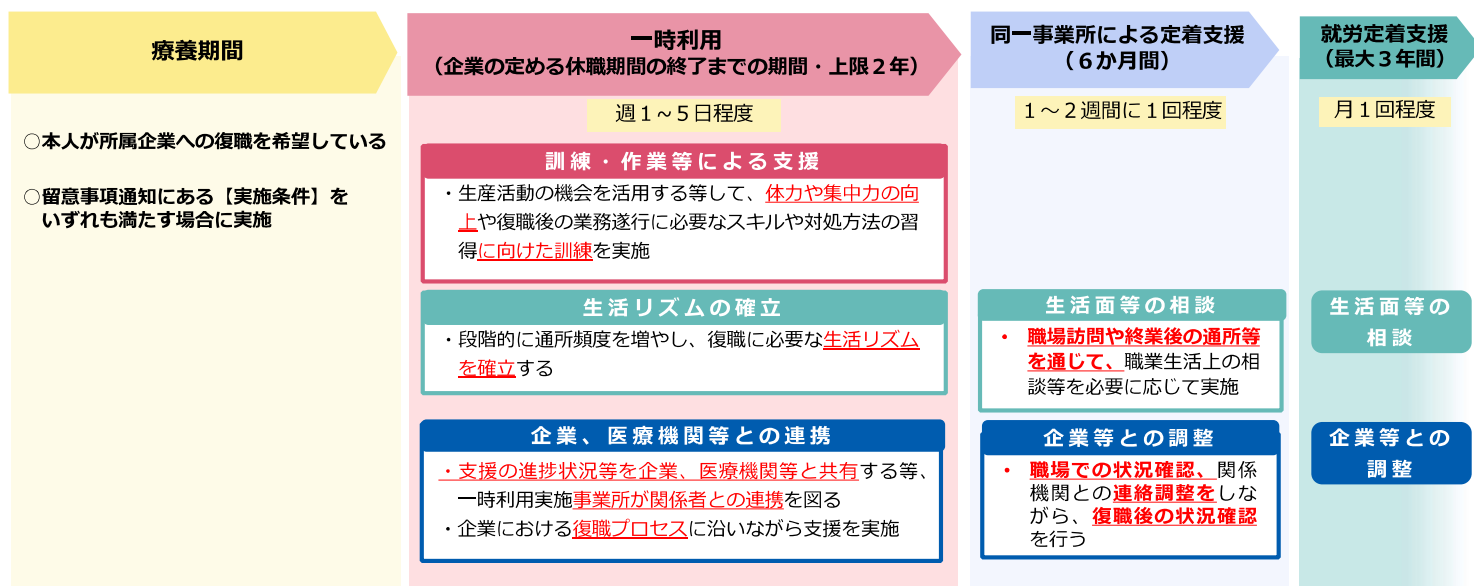 療養期間
○本人が所属企業への復職を希望している
○留意事項通知にある【実施条件】を
いずれも満たす場合に実施
一時利用
（企業の定める休職期間の終了までの期間・上限２年）
週１～５日程度
訓練・作業等による支援
・生産活動の機会を活用する等して、体力や集中力の向
上や復職後の業務遂行に必要なスキルや対処方法の習
得に向けた訓練を実施
生活リズムの確立
・段階的に通所頻度を増やし、復職に必要な生活リズム
を確立する
企業、医療機関等との連携
・支援の進捗状況等を企業、医療機関等と共有する等、
一時利用実施事業所が関係者との連携を図る
・企業における復職プロセスに沿いながら支援を実施
同一事業所による定着支援
（６か月間）
１～２週間に１回程度
生活面等の相談
• 職場訪問や終業後の通所等
を通じて、職業生活上の相
談等を必要に応じて実施
企業等との調整
• 職場での状況確認、関係
機関との連絡調整をしな
がら、復職後の状況確認
を行う
就労定着支援
（最大３年間）
月１回程度
生活面等の
相談
企業等との
調整